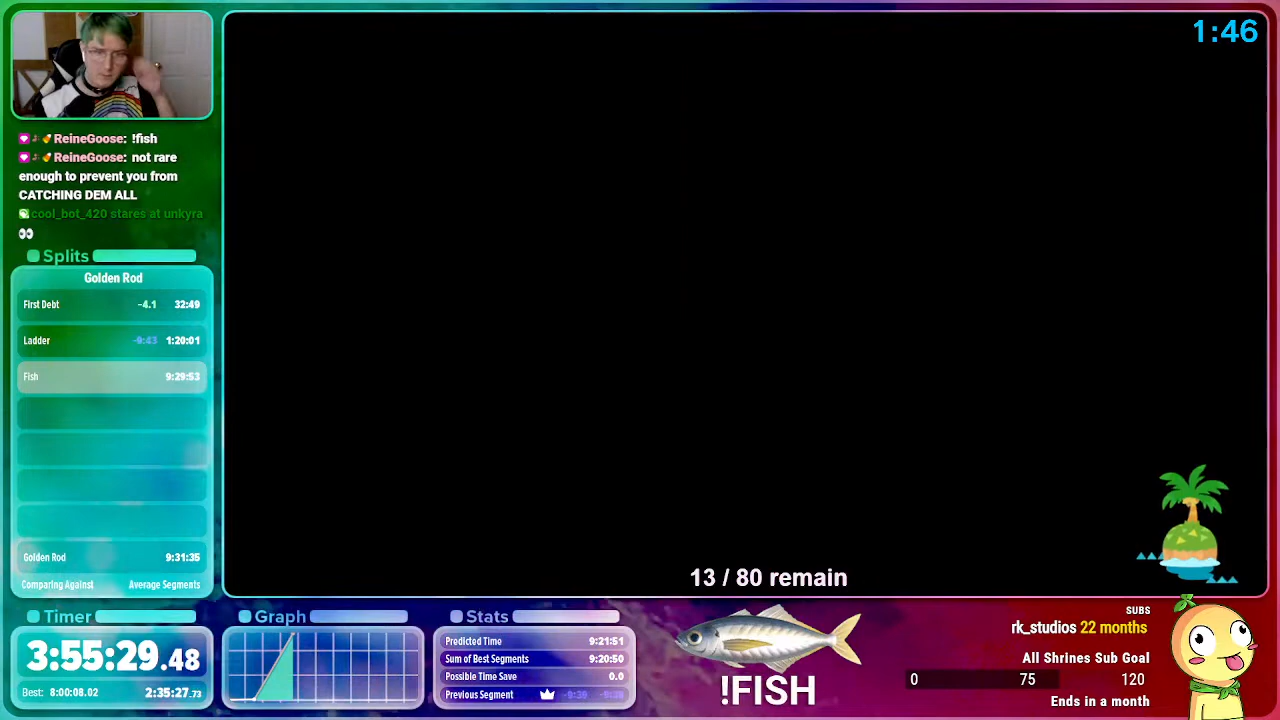 1:46
ReineGoose: !fish
ReineGoose: not rare
enough to prevent you from
CATCHING DEM ALL
cool_bot_420 stares at unkyra
Splits
Golden Rod
First Debt -4.1 32:49
Ladder -9:43 1:20:01
Fish 9:29:53
Golden Rod 9:31:35
Comparing Against Average Segments
13 / 80 remain
Timer
3:55:29.48
Best: 8:00:08.02 2:35:27.73
Graph
Stats
Predicted Time 9:21:51
Sum of Best Segments 9:20:50
Possible Time Save 0.0
Previous Segment
!FISH
SUBS
rk_studios 22 months
All Shrines Sub Goal
0 75 120
Ends in a month